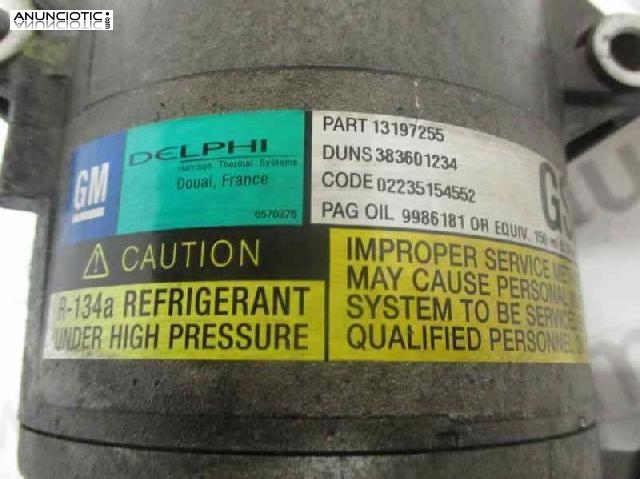 ANUNCIOTIC
GM
DELPHI
Harrison Thermal Systems
Douai, France
6570276
PART 13197255
DUNS 383601234
CODE 02235154552
PAG OIL 9986181 OR EQUIV. 150
CAUTION
R-134a REFRIGERANT
UNDER HIGH PRESSURE
IMPROPER SERVICE
MAY CAUSE PERSONAL
SYSTEM TO BE SERVICED
QUALIFIED PERSONNEL